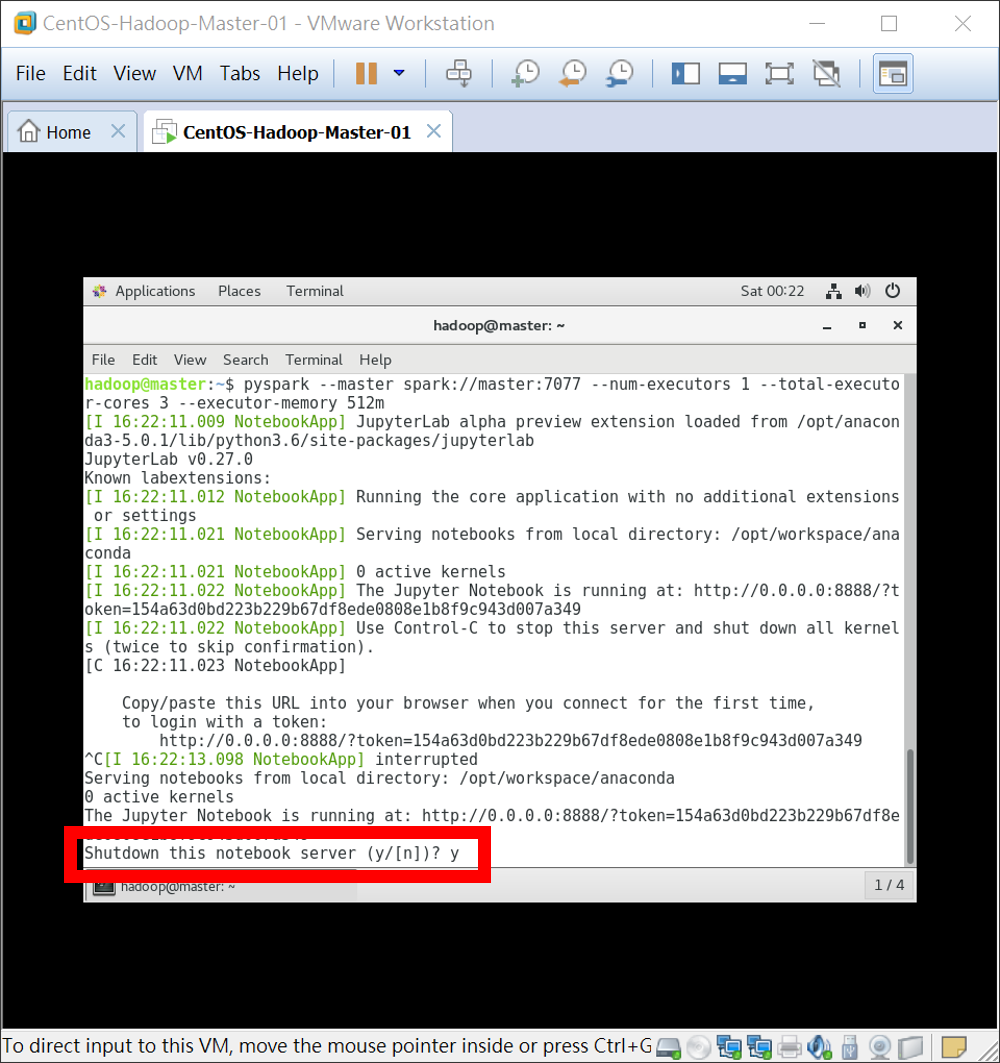 CentOS-Hadoop-Master-01 - VMware Workstation
File Edit View VM Tabs Help
Home CentOS-Hadoop-Master-01
Applications Places Terminal Sat 00:22
hadoop@master: ~
File Edit View Search Terminal Help
hadoop@master:~$ pyspark --master spark://master:7077 --num-executors 1 --total-executo
r-cores 3 --executor-memory 512m
[I 16:22:11.009 NotebookApp] JupyterLab alpha preview extension loaded from /opt/anacon
da3-5.0.1/lib/python3.6/site-packages/jupyterlab
JupyterLab v0.27.0
Known labextensions:
[I 16:22:11.012 NotebookApp] Running the core application with no additional extensions
 or settings
[I 16:22:11.021 NotebookApp] Serving notebooks from local directory: /opt/workspace/ana
conda
[I 16:22:11.021 NotebookApp] 0 active kernels
[I 16:22:11.022 NotebookApp] The Jupyter Notebook is running at: http://0.0.0.0:8888/?t
oken=154a63d0bd223b229b67df8ede0808e1b8f9c943d007a349
[I 16:22:11.022 NotebookApp] Use Control-C to stop this server and shut down all kernel
s (twice to skip confirmation).
[C 16:22:11.023 NotebookApp]
    Copy/paste this URL into your browser when you connect for the first time,
    to login with a token:
        http://0.0.0.0:8888/?token=154a63d0bd223b229b67df8ede0808e1b8f9c943d007a349
^C[I 16:22:13.098 NotebookApp] interrupted
Serving notebooks from local directory: /opt/workspace/anaconda
0 active kernels
The Jupyter Notebook is running at: http://0.0.0.0:8888/?token=154a63d0bd223b229b67df8e
Shutdown this notebook server (y/[n])? y
hadoop@master: ~ 1 / 4
To direct input to this VM, move the mouse pointer inside or press Ctrl+G